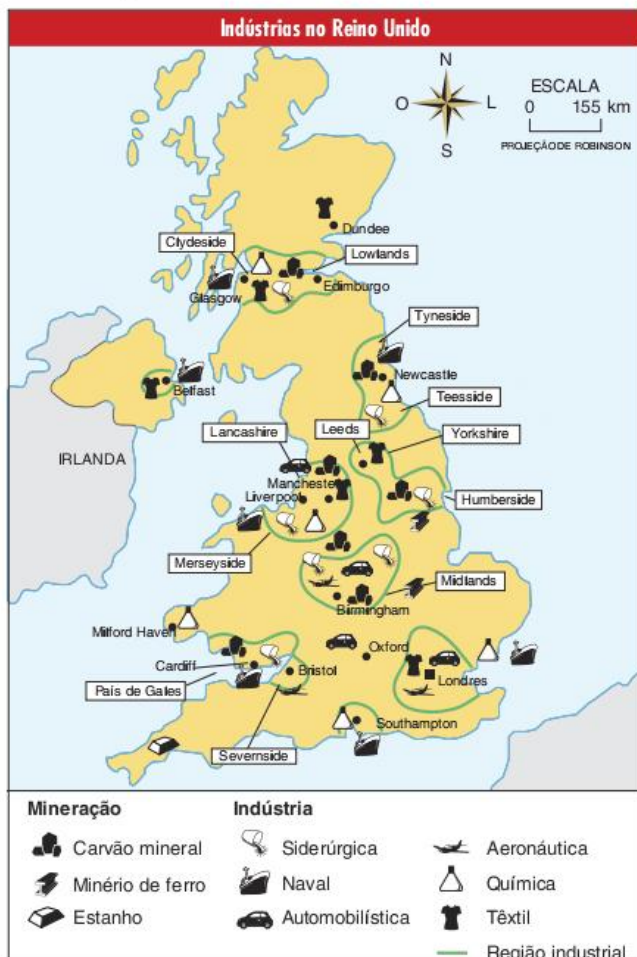 Indústrias no Reino Unido
N
O
L
S
ESCALA
0 155 km
PROJEÇÃO DE ROBINSON
Dundee
Clydeside
Lowlands
Glasgow
Edimburgo
Tyneside
Newcastle
Belfast
Teesside
Lancashire
Leeds
Yorkshire
IRLANDA
Manchester
Liverpool
Humberside
Merseyside
Midlands
Birmingham
Milford Haven
Oxford
Cardiff
Bristol
Londres
País de Gales
Southampton
Severnside
Mineração
Carvão mineral
Minério de ferro
Estanho
Indústria
Siderúrgica
Naval
Automobilística
Aeronáutica
Química
Têxtil
Região industrial